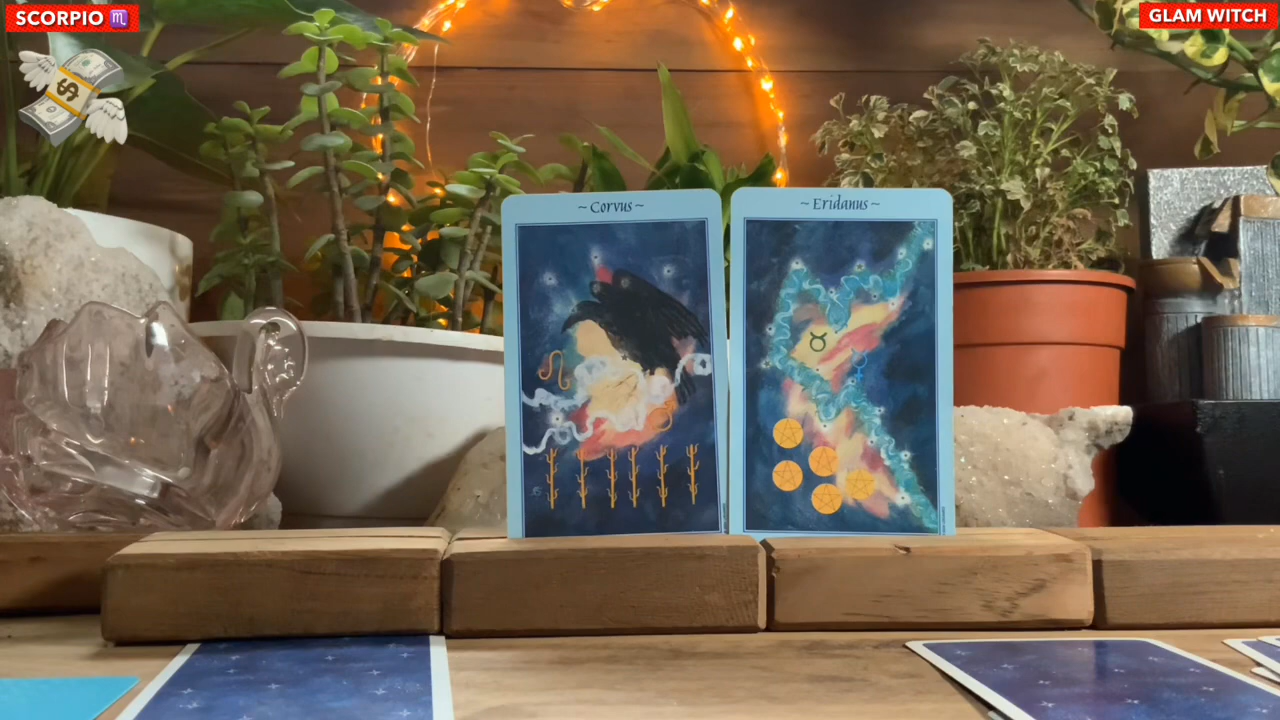 SCORPIO ♏
GLAM WITCH
~ Corvus ~
~ Eridanus ~